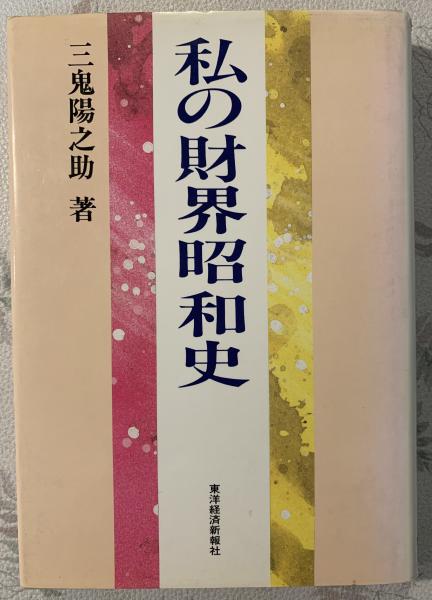 私の財界昭和史
三鬼陽之助 著
東洋経済新報社